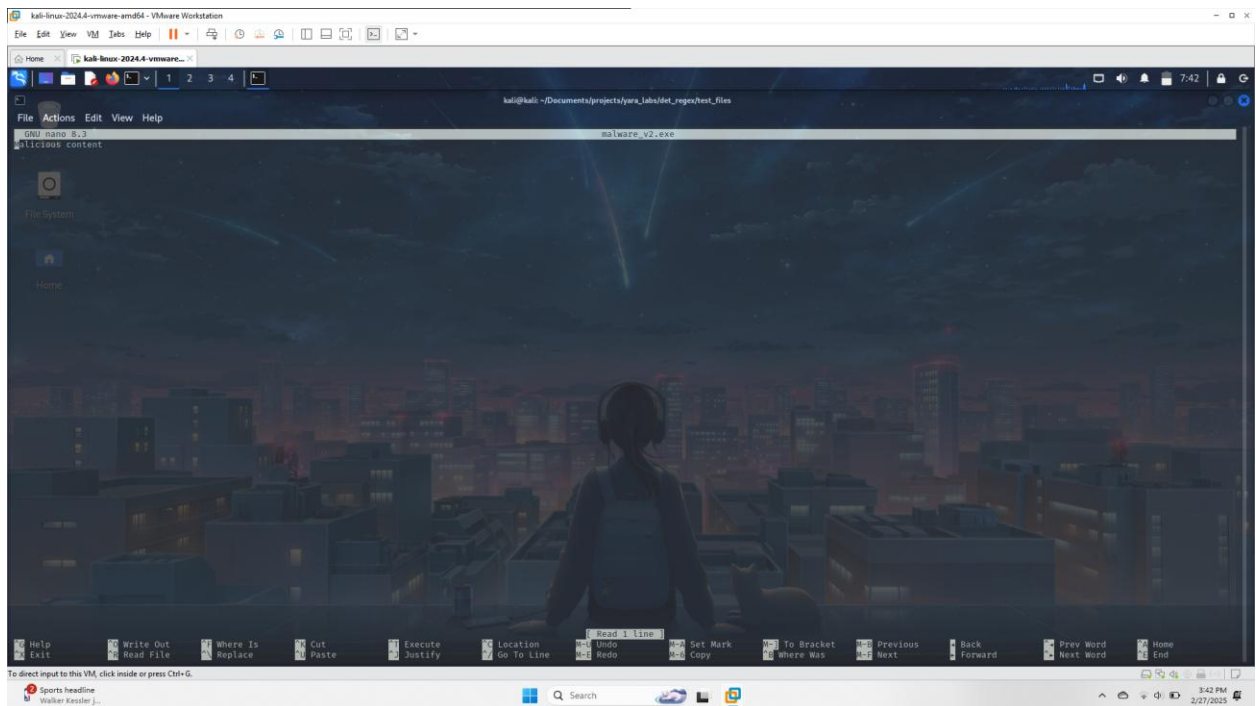 kali-linux-2024.4-vmware-amd64 - VMware Workstation
File Edit View VM Tabs Help
Home kali-linux-2024.4-vmware...
1 2 3 4 7:42
kali@kali: ~/Documents/projects/yara_labs/det_regex/test_files
File Actions Edit View Help
GNU nano 8.3 malware_v2.exe
Malicious content
File System
Home
[ Read 1 line ]
^G Help ^O Write Out ^F Where Is ^K Cut ^T Execute ^C Location M-U Undo M-A Set Mark M-] To Bracket M-B Previous Back Prev Word ^A Home
^X Exit ^R Read File ^\ Replace ^U Paste ^J Justify ^/ Go To Line M-E Redo M-6 Copy ^B Where Was M-F Next Forward Next Word ^E End
To direct input to this VM, click inside or press Ctrl+G.
2 Sports headline
Walker Kessler j...
Search
3:42 PM
2/27/2025